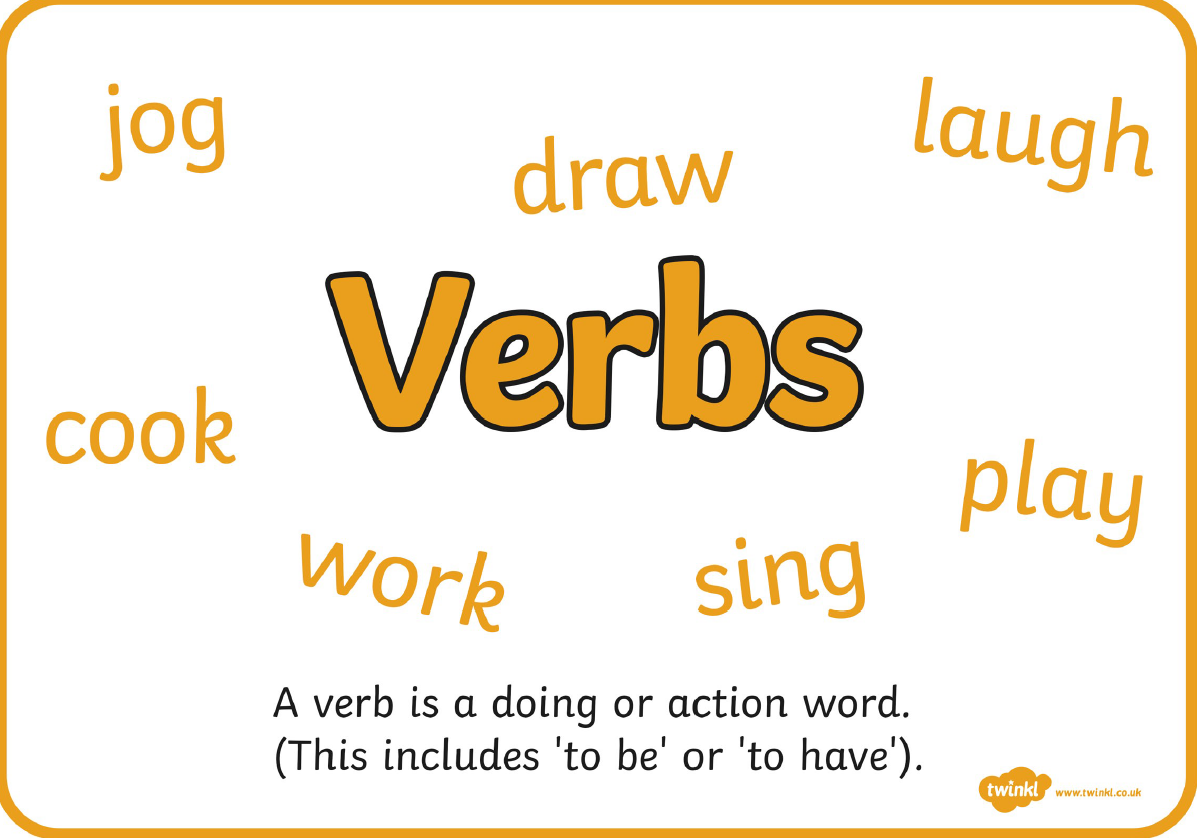 jog
draw
laugh
Verbs
cook
play
work
sing
A verb is a doing or action word.
(This includes 'to be' or 'to have').
twinkl www.twinkl.co.uk